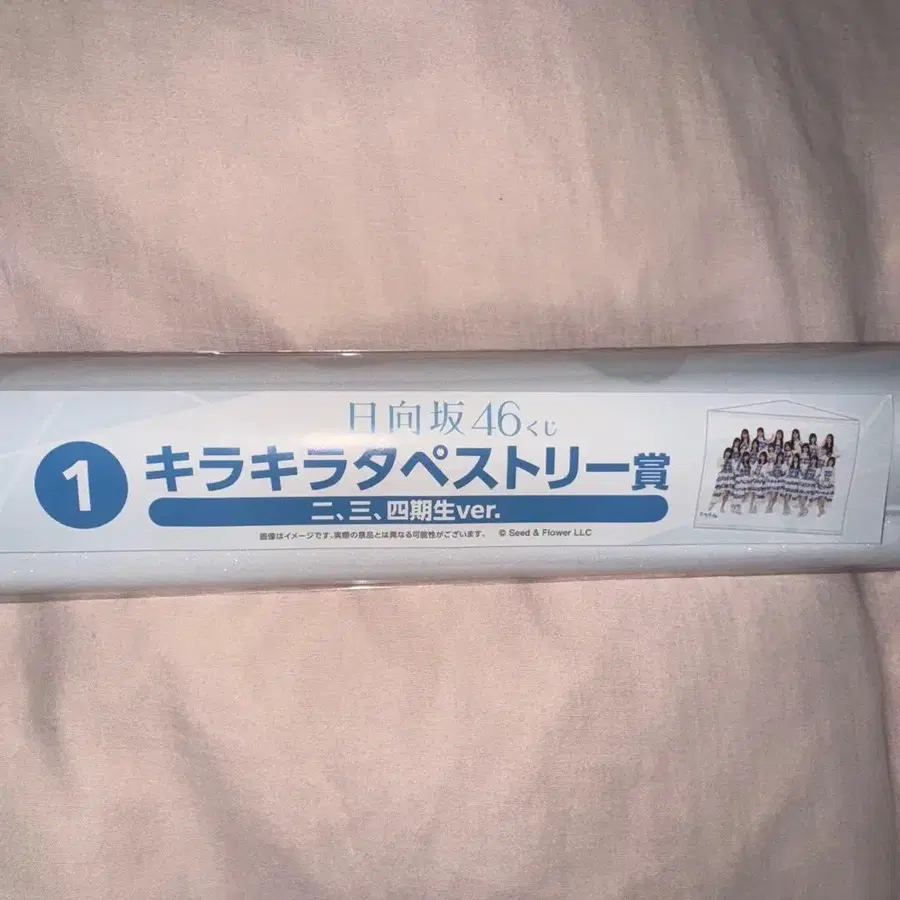 日向坂46くじ
1
キラキラタペストリー賞
二、三、四期生ver.
画像はイメージです。実際の景品とは異なる可能性がございます。 © Seed & Flower LLC